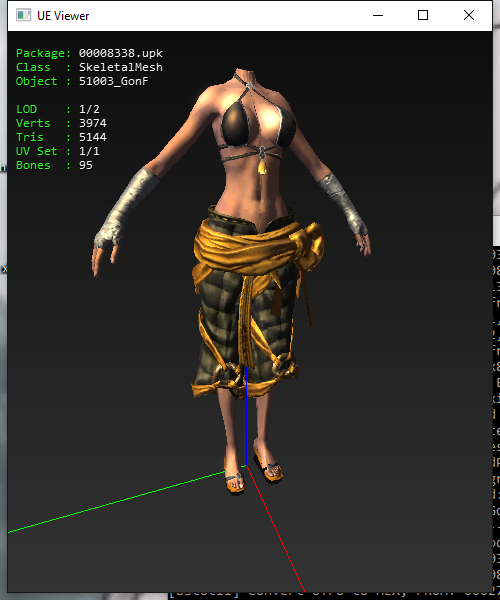 UE Viewer
Package: 00008338.upk
Class : SkeletalMesh
Object : 51003_GonF
LOD : 1/2
Verts : 3974
Tris : 5144
UV Set : 1/1
Bones : 95